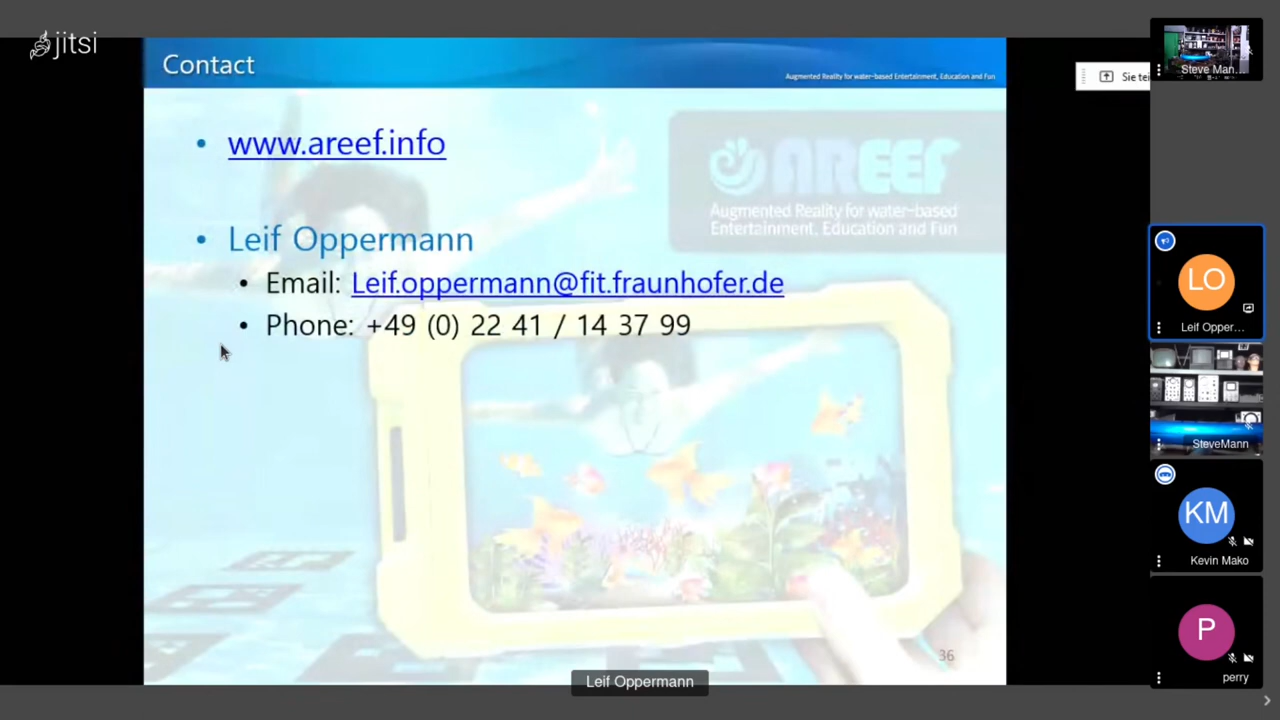 jitsi
Contact
Augmented Reality for water-based Entertainment, Education and Fun
• www.areef.info
AREEF
Augmented Reality for water-based
Entertainment, Education and Fun
• Leif Oppermann
• Email: Leif.oppermann@fit.fraunhofer.de
• Phone: +49 (0) 22 41 / 14 37 99
36
Leif Oppermann
Sie tei
Steve Man...
LO
Leif Opper...
SteveMann
KM
Kevin Mako
P
perry